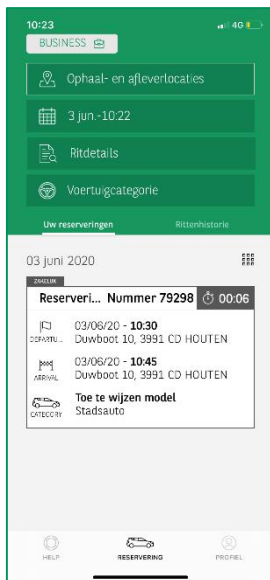 10:23
4G
BUSINESS
Ophaal- en afleverlocaties
3 jun.-10:22
Ritdetails
Voertuigcategorie
Uw reserveringen Rittenhistorie
03 juni 2020
ZAKELIJK
Reserveri... Nummer 79298 00:06
03/06/20 - 10:30
DEPARTU... Duwboot 10, 3991 CD HOUTEN
03/06/20 - 10:45
ARRIVAL Duwboot 10, 3991 CD HOUTEN
Toe te wijzen model
CATEGORY Stadsauto
HELP RESERVERING PROFIEL